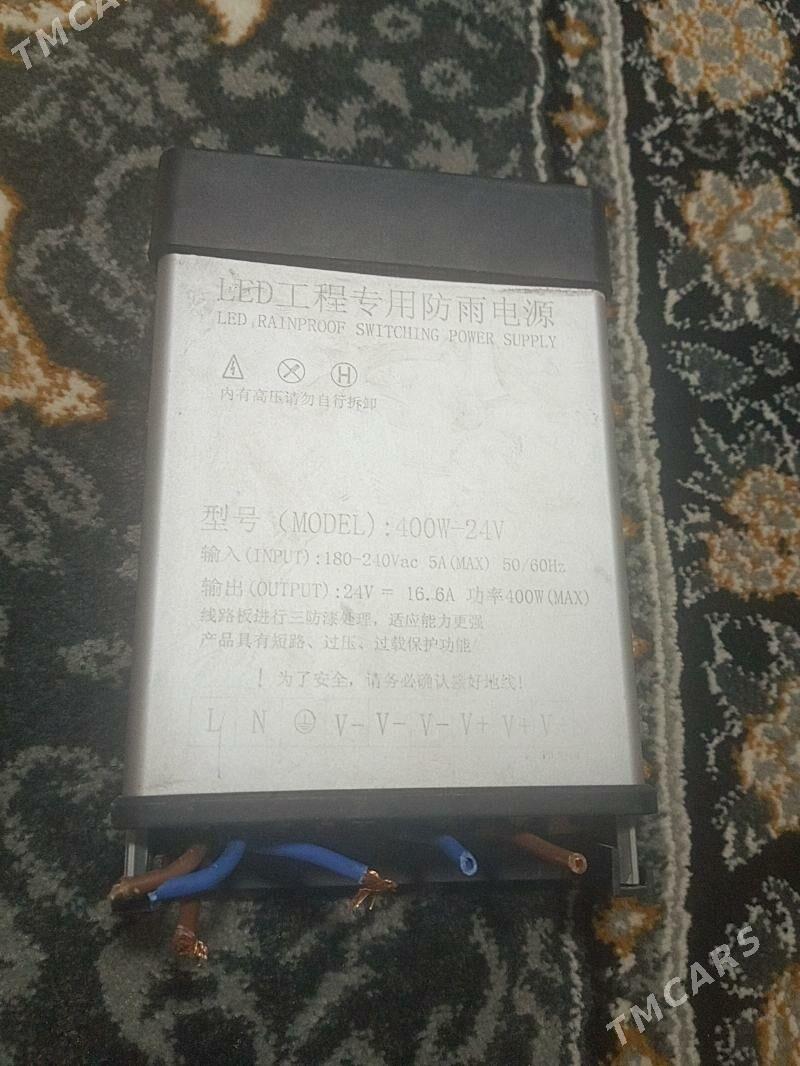 TMCARS
LED工程专用防雨电源
LED RAINPROOF SWITCHING POWER SUPPLY
H
内有高压请勿自行拆卸
型号 (MODEL):400W-24V
输入(INPUT):180-240Vac 5A(MAX) 50/60Hz
输出(OUTPUT):24V = 16.6A 功率400W(MAX)
线路板进行三防漆处理，适应能力更强
产品具有短路、过压、过载保护功能
！为了安全，请务必确认接好地线！
L N V- V- V- V+ V+ V+
TMCARS